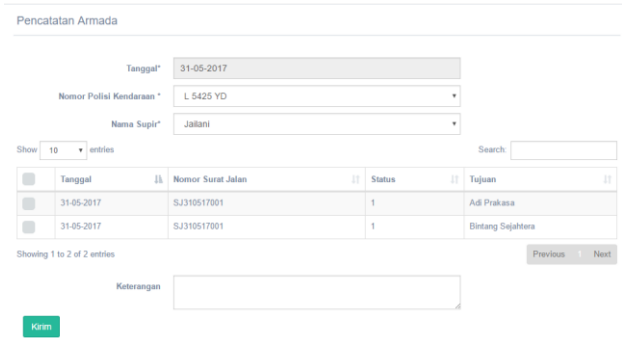 Pencatatan Armada
Tanggal* 31-05-2017
Nomor Polisi Kendaraan * L 5425 YD
Nama Supir* Jailani
Show 10 entries Search:
Tanggal Nomor Surat Jalan Status Tujuan
31-05-2017 SJ310517001 1 Adi Prakasa
31-05-2017 SJ310517001 1 Bintang Sejahtera
Showing 1 to 2 of 2 entries Previous 1 Next
Keterangan
Kirim